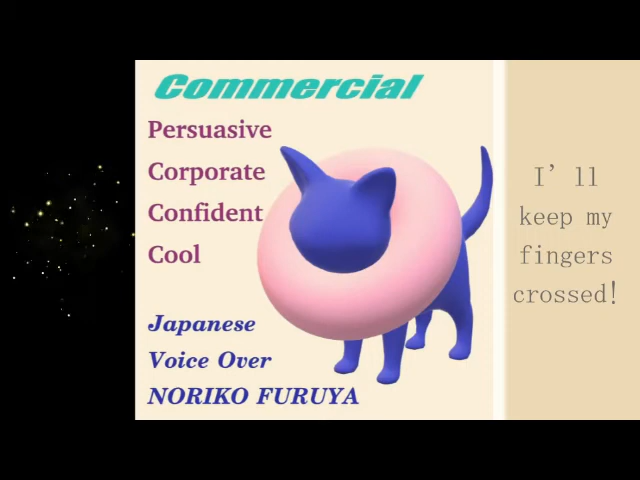 Commercial
Persuasive
Corporate
Confident
Cool
Japanese
Voice Over
NORIKO FURUYA
I'll
keep my
fingers
crossed!